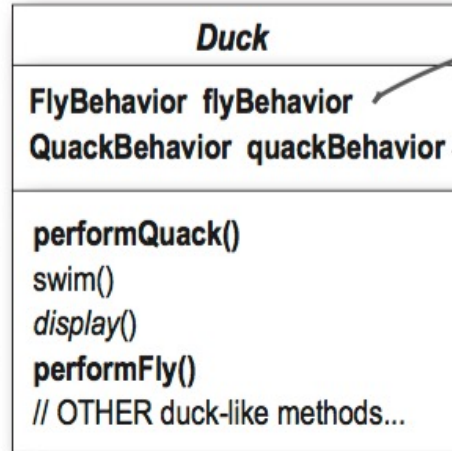 Duck
FlyBehavior flyBehavior
QuackBehavior quackBehavior
performQuack()
swim()
display()
performFly()
// OTHER duck-like methods...